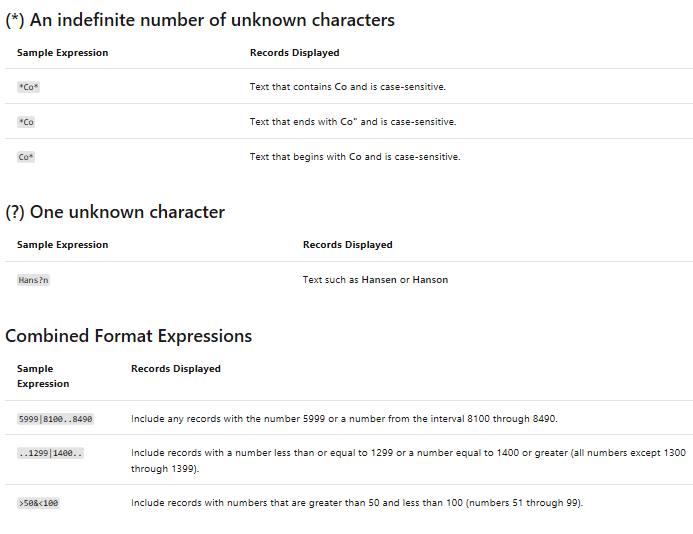 (*) An indefinite number of unknown characters
Sample Expression Records Displayed
*Co* Text that contains Co and is case-sensitive.
*Co Text that ends with Co” and is case-sensitive.
Co* Text that begins with Co and is case-sensitive.
(?) One unknown character
Sample Expression Records Displayed
Hans?n Text such as Hansen or Hanson
Combined Format Expressions
Sample Records Displayed
Expression
5999|8100..8490 Include any records with the number 5999 or a number from the interval 8100 through 8490.
..1299|1400.. Include records with a number less than or equal to 1299 or a number equal to 1400 or greater (all numbers except 1300
through 1399).
>50&<100 Include records with numbers that are greater than 50 and less than 100 (numbers 51 through 99).